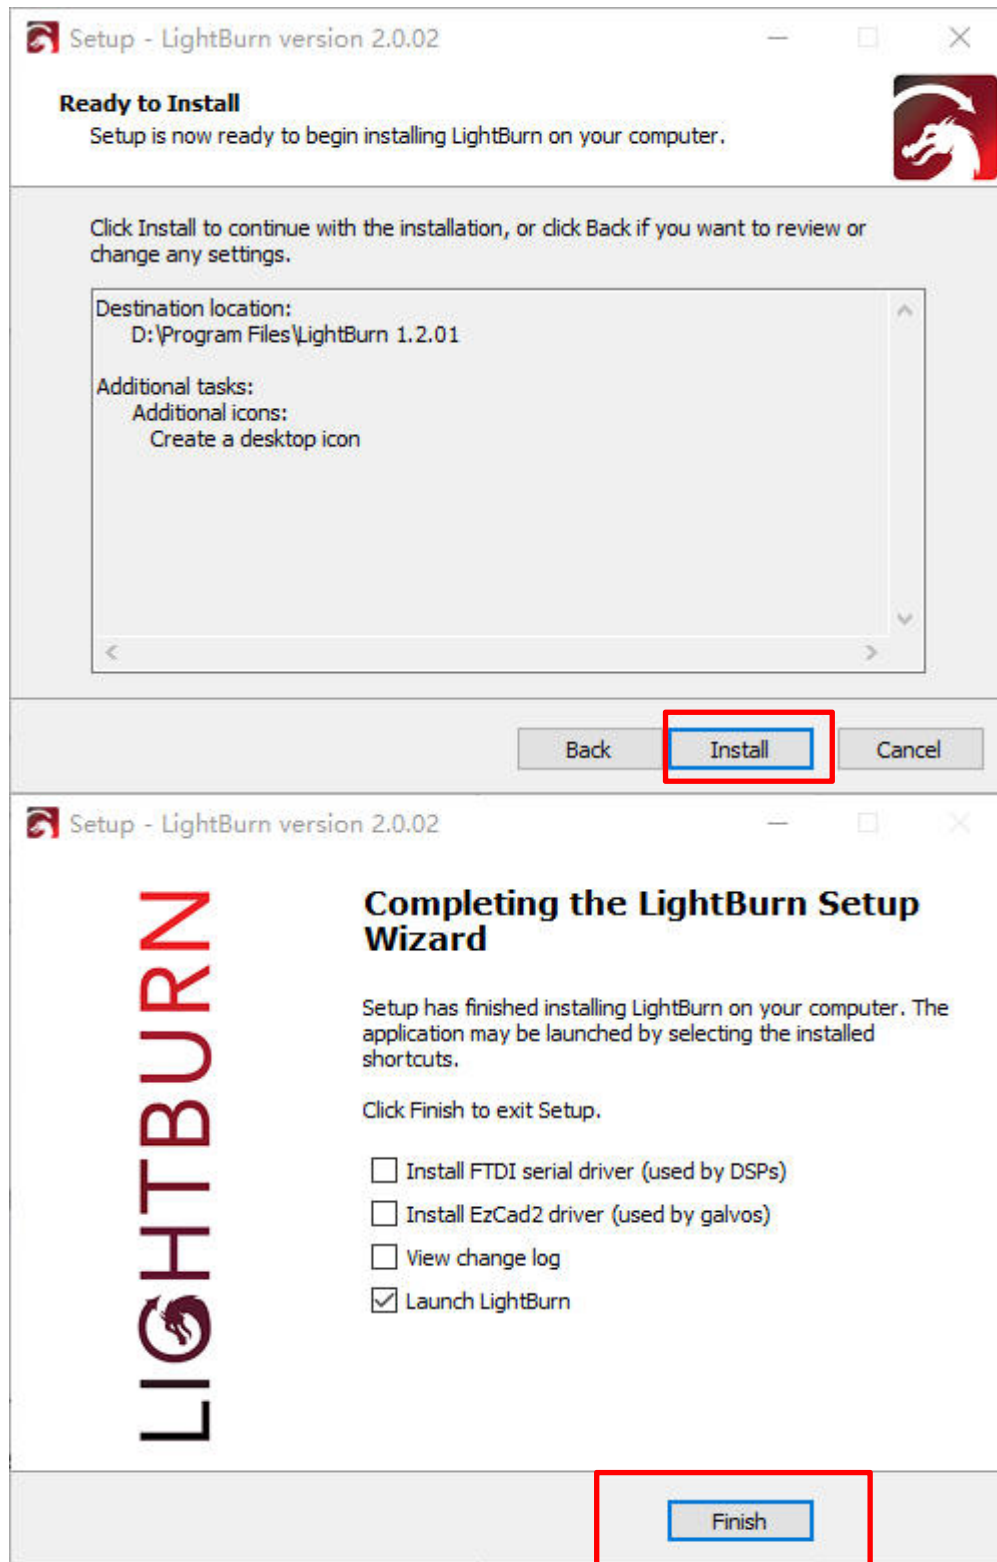 Setup - LightBurn version 2.0.02
Ready to Install
Setup is now ready to begin installing LightBurn on your computer.
Click Install to continue with the installation, or click Back if you want to review or
change any settings.
Destination location:
D:\Program Files\LightBurn 1.2.01
Additional tasks:
Additional icons:
Create a desktop icon
Back
Install
Cancel
Setup - LightBurn version 2.0.02
LIGHTBURN
Completing the LightBurn Setup
Wizard
Setup has finished installing LightBurn on your computer. The
application may be launched by selecting the installed
shortcuts.
Click Finish to exit Setup.
Install FTDI serial driver (used by DSPs)
Install EzCad2 driver (used by galvos)
View change log
Launch LightBurn
Finish